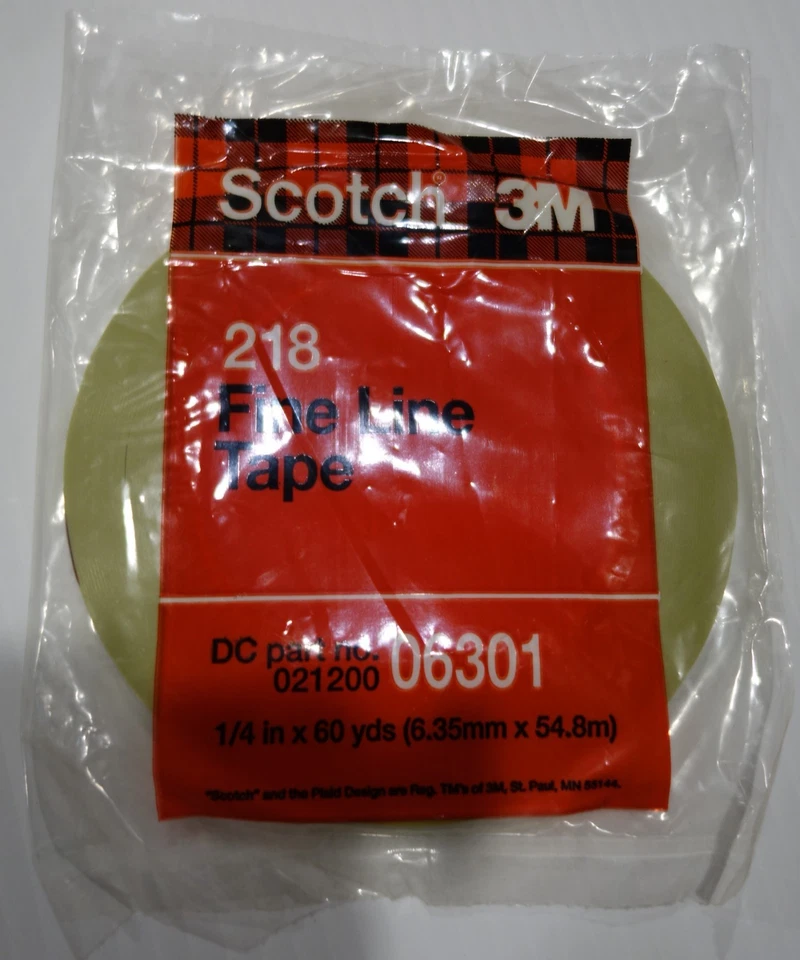 Scotch® 3M
218
Fine Line
Tape
DC part no. 06301
021200
1/4 in x 60 yds (6.35mm x 54.8m)
"Scotch" and the Plaid Design are Reg. TM's of 3M, St. Paul, MN 55144.